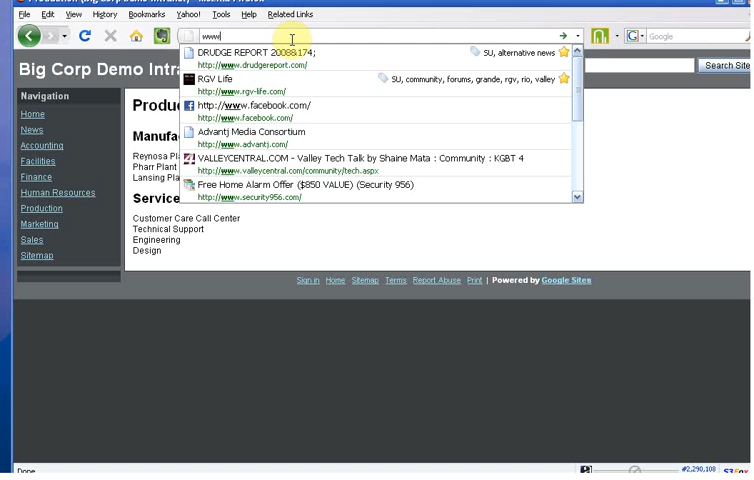 File Edit View History Bookmarks Yahoo! Tools Help Related Links
www
G Google
DRUDGE REPORT 2008&174;
SU, alternative news
http://www.drudgereport.com/
RGV Life
SU, community, forums, grande, rgv, rio, valley
http://www.rgv-life.com/
http://www.facebook.com/
http://www.facebook.com/
Advantj Media Consortium
http://www.advantj.com/
VALLEYCENTRAL.COM - Valley Tech Talk by Shaine Mata : Community : KGBT 4
http://www.valleycentral.com/community/tech.aspx
Free Home Alarm Offer ($850 VALUE) (Security 956)
http://www.security956.com/
Big Corp Demo Intra
Search Site
Navigation
Home
News
Accounting
Facilities
Finance
Human Resources
Production
Marketing
Sales
Sitemap
Produc
Manufa
Reynosa Pla
Pharr Plant
Lansing Pla
Service
Customer Care Call Center
Technical Support
Engineering
Design
Sign in Home Sitemap Terms Report Abuse Print | Powered by Google Sites
Done
#2,290,108